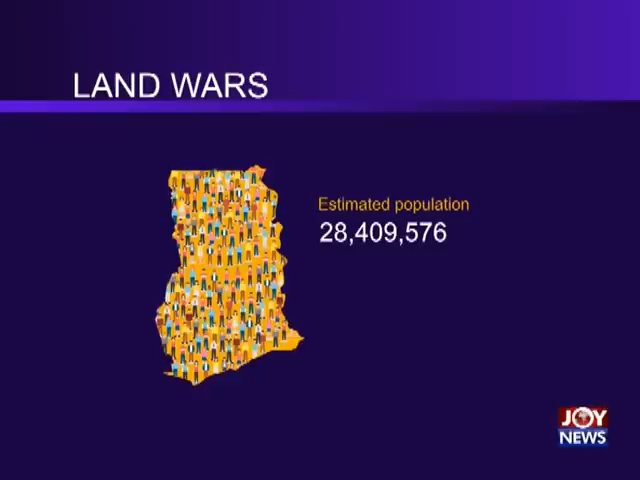 LAND WARS
Estimated population
28,409,576
JOY
NEWS